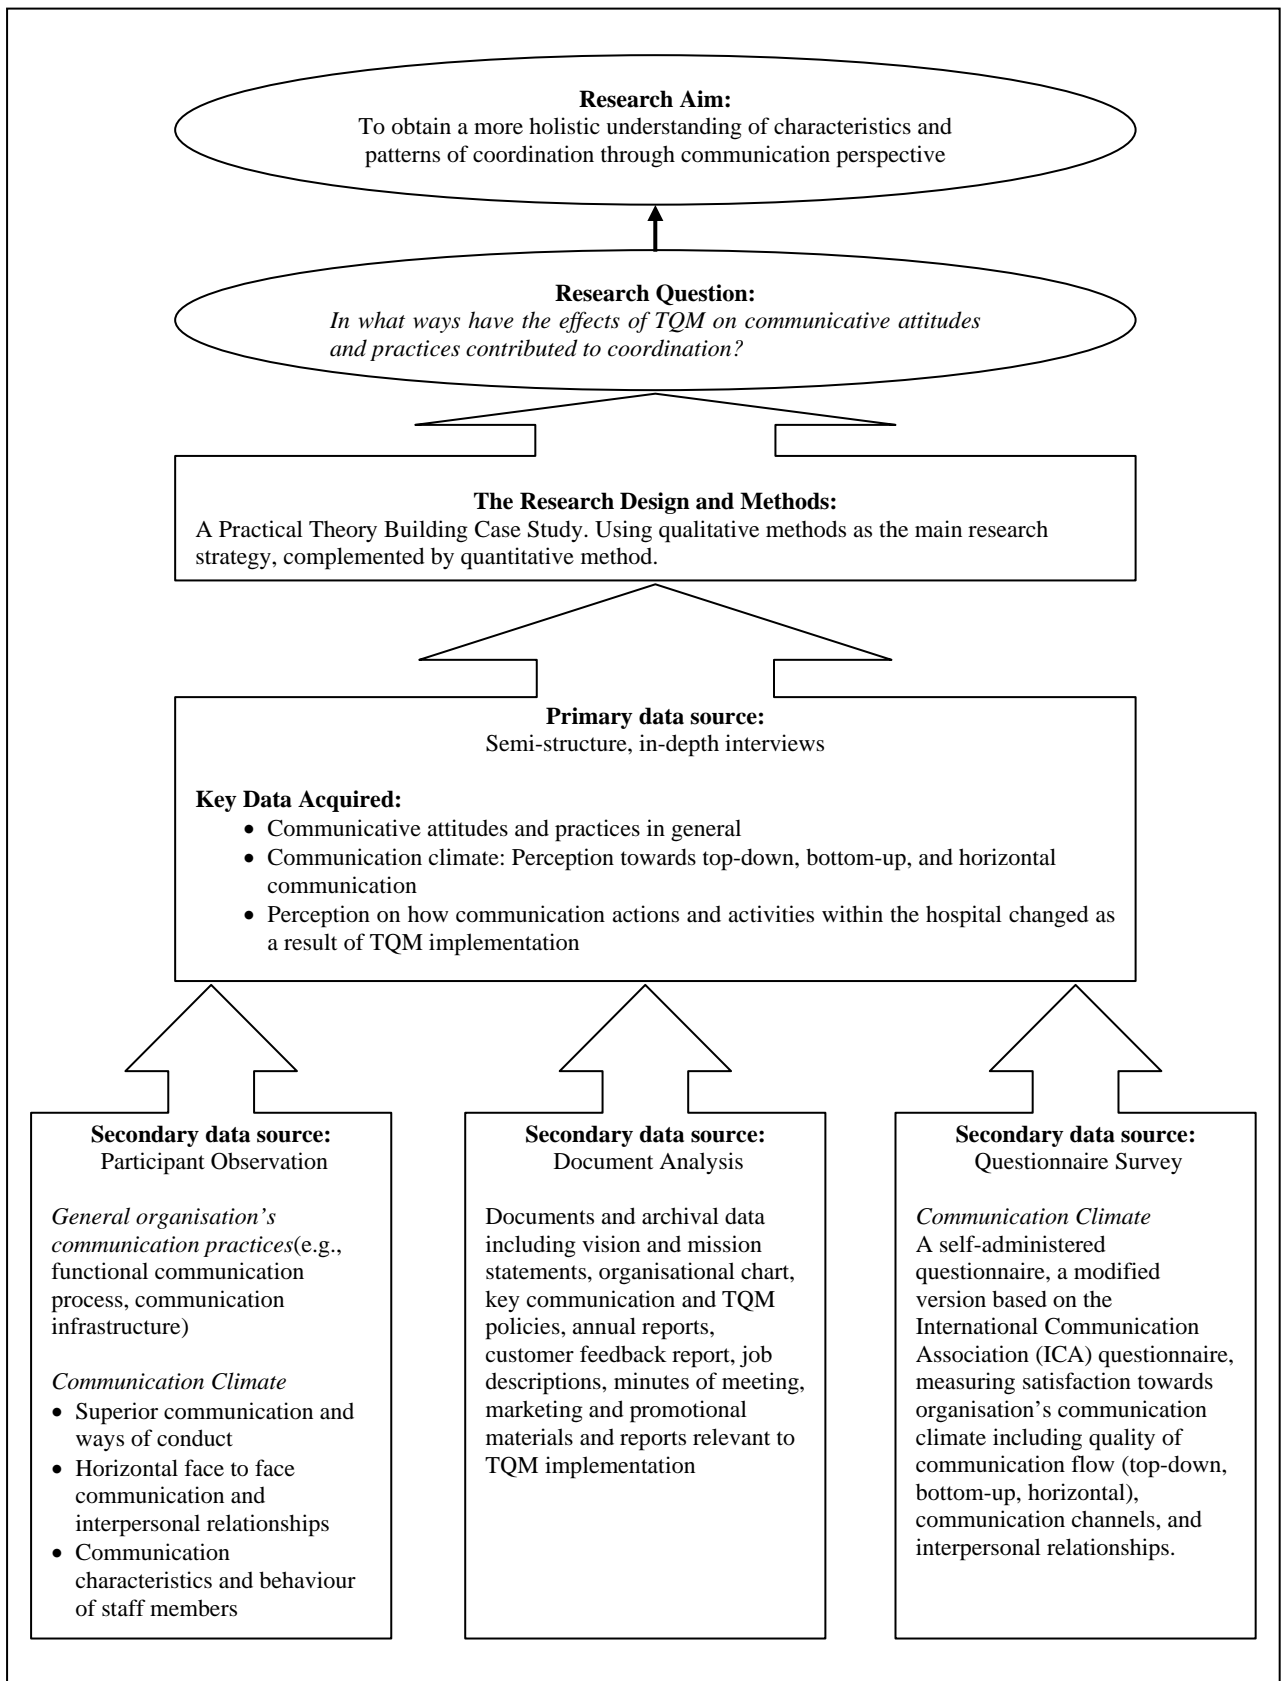 Research Aim:
To obtain a more holistic understanding of characteristics and
patterns of coordination through communication perspective
Research Question:
In what ways have the effects of TQM on communicative attitudes
and practices contributed to coordination?
The Research Design and Methods:
A Practical Theory Building Case Study. Using qualitative methods as the main research
strategy, complemented by quantitative method.
Primary data source:
Semi-structure, in-depth interviews
Key Data Acquired:
• Communicative attitudes and practices in general
• Communication climate: Perception towards top-down, bottom-up, and horizontal
communication
• Perception on how communication actions and activities within the hospital changed as
a result of TQM implementation
Secondary data source:
Participant Observation
General organisation's
communication practices(e.g.,
functional communication
process, communication
infrastructure)
Communication Climate
• Superior communication and
ways of conduct
• Horizontal face to face
communication and
interpersonal relationships
• Communication
characteristics and behaviour
of staff members
Secondary data source:
Document Analysis
Documents and archival data
including vision and mission
statements, organisational chart,
key communication and TQM
policies, annual reports,
customer feedback report, job
descriptions, minutes of meeting,
marketing and promotional
materials and reports relevant to
TQM implementation
Secondary data source:
Questionnaire Survey
Communication Climate
A self-administered
questionnaire, a modified
version based on the
International Communication
Association (ICA) questionnaire,
measuring satisfaction towards
organisation's communication
climate including quality of
communication flow (top-down,
bottom-up, horizontal),
communication channels, and
interpersonal relationships.